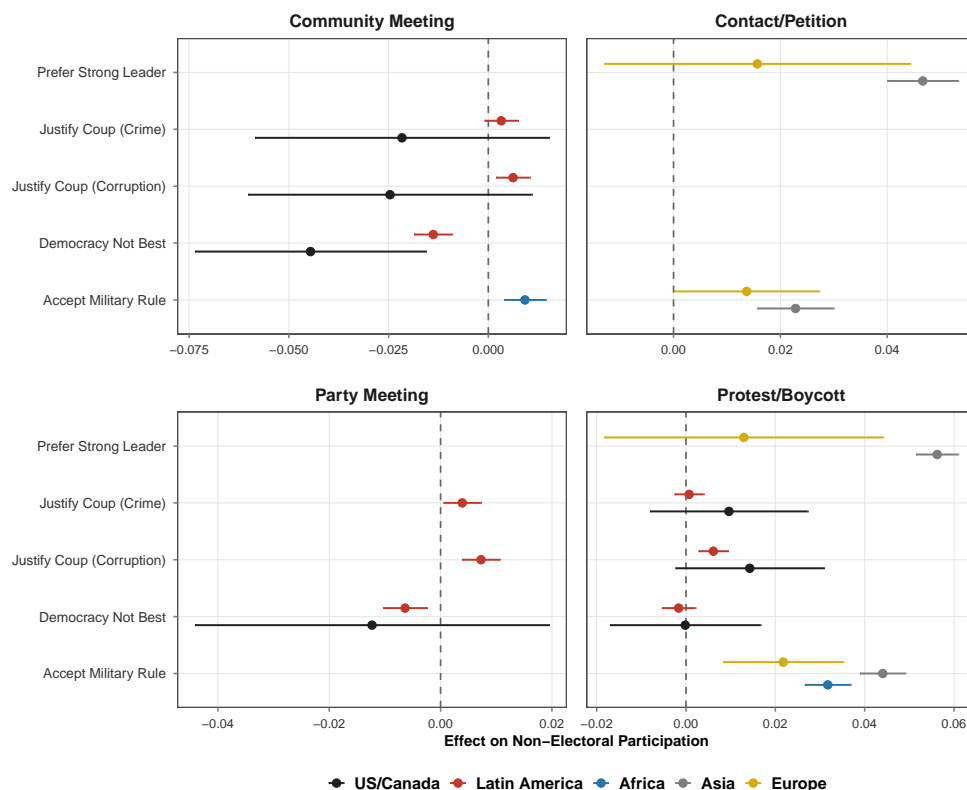 Community Meeting
Contact/Petition
Prefer Strong Leader
Justify Coup (Crime)
Justify Coup (Corruption)
Democracy Not Best
Accept Military Rule
−0.075 −0.050 −0.025 0.000
0.00 0.02 0.04
Party Meeting
Protest/Boycott
Prefer Strong Leader
Justify Coup (Crime)
Justify Coup (Corruption)
Democracy Not Best
Accept Military Rule
−0.04 −0.02 0.00 0.02
−0.02 0.00 0.02 0.04 0.06
Effect on Non−Electoral Participation
US/Canada Latin America Africa Asia Europe